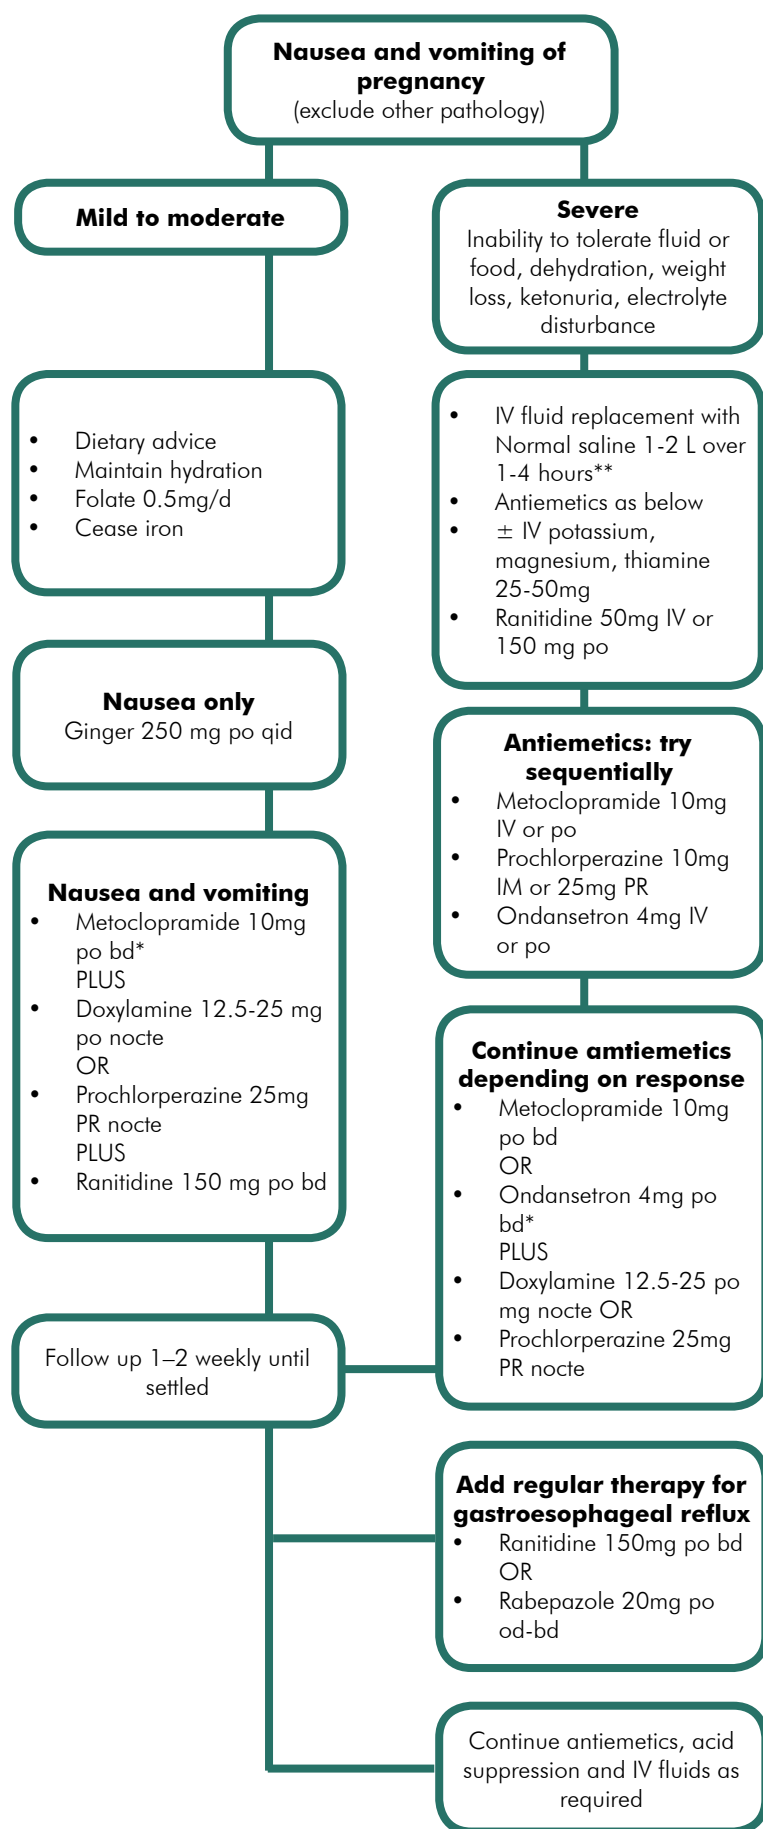 Nausea and vomiting of
pregnancy
(exclude other pathology)
Mild to moderate
• Dietary advice
• Maintain hydration
• Folate 0.5mg/d
• Cease iron
Nausea only
Ginger 250 mg po qid
Nausea and vomiting
• Metoclopramide 10mg
po bd*
PLUS
• Doxylamine 12.5-25 mg
po nocte
OR
• Prochlorperazine 25mg
PR nocte
PLUS
• Ranitidine 150 mg po bd
Follow up 1–2 weekly until
settled
Severe
Inability to tolerate fluid or
food, dehydration, weight
loss, ketonuria, electrolyte
disturbance
• IV fluid replacement with
Normal saline 1-2 L over
1-4 hours**
• Antiemetics as below
• ± IV potassium,
magnesium, thiamine
25-50mg
• Ranitidine 50mg IV or
150 mg po
Antiemetics: try
sequentially
• Metoclopramide 10mg
IV or po
• Prochlorperazine 10mg
IM or 25mg PR
• Ondansetron 4mg IV
or po
Continue amtiemetics
depending on response
• Metoclopramide 10mg
po bd
OR
• Ondansetron 4mg po
bd*
PLUS
• Doxylamine 12.5-25 po
mg nocte OR
• Prochlorperazine 25mg
PR nocte
Add regular therapy for
gastroesophageal reflux
• Ranitidine 150mg po bd
OR
• Rabepazole 20mg po
od-bd
Continue antiemetics, acid
suppression and IV fluids as
required